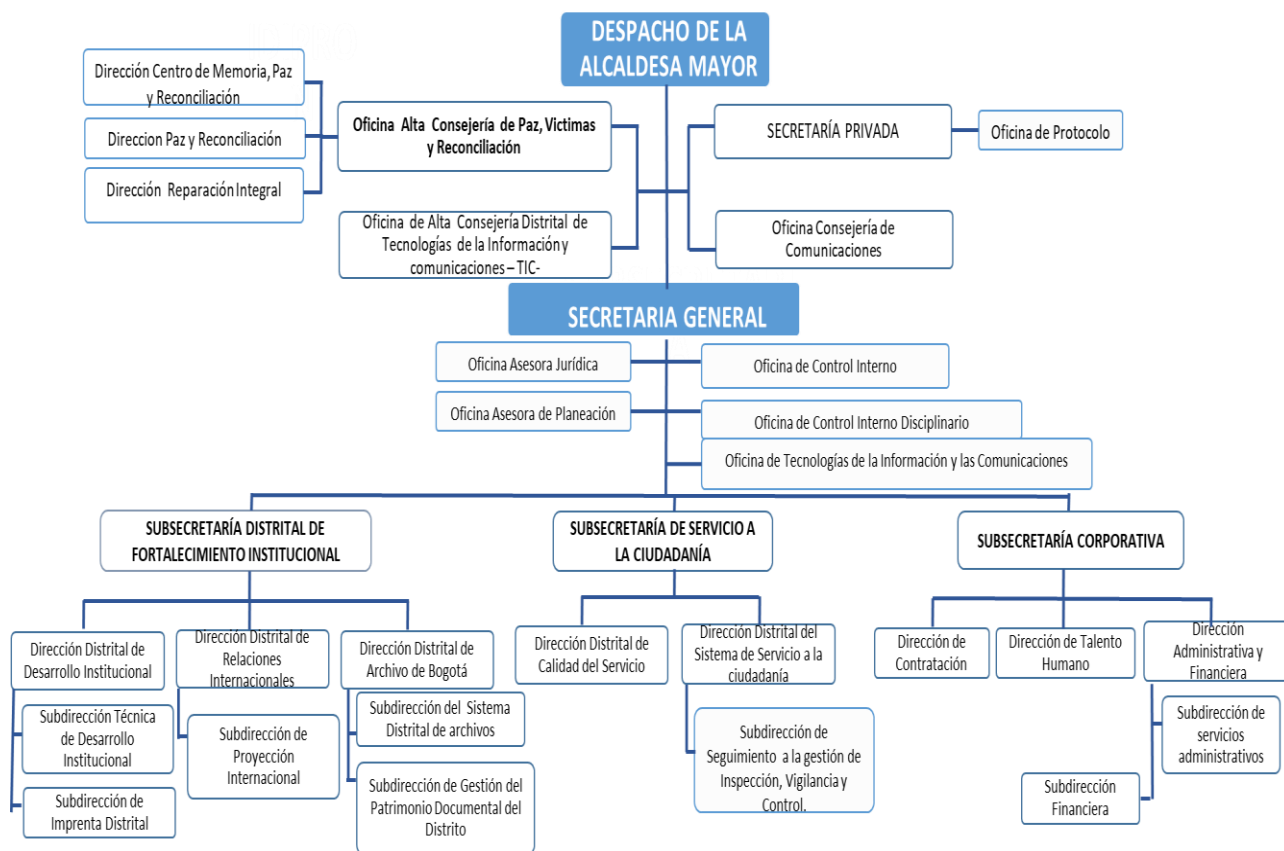 DESPACHO DE LA
ALCALDESA MAYOR
Dirección Centro de Memoria, Paz
y Reconciliación
Direcion Paz y Reconciliación
Dirección Reparación Integral
Oficina Alta Consejería de Paz, Victimas
y Reconciliación
SECRETARÍA PRIVADA
Oficina de Protocolo
Oficina de Alta Consejería Distrital de
Tecnologías de la Información y
comunicaciones – TIC-
Oficina Consejería de
Comunicaciones
SECRETARIA GENERAL
Oficina Asesora Jurídica
Oficina de Control Interno
Oficina Asesora de Planeación
Oficina de Control Interno Disciplinario
Oficina de Tecnologías de la Información y las Comunicaciones
SUBSECRETARÍA DISTRITAL DE
FORTALECIMIENTO INSTITUCIONAL
SUBSECRETARÍA DE SERVICIO A
LA CIUDADANÍA
SUBSECRETARÍA CORPORATIVA
Dirección Distrital de
Desarrollo Institucional
Dirección Distrital de
Relaciones
Internacionales
Dirección Distrital de
Archivo de Bogotá
Dirección Distrital de
Calidad del Servicio
Dirección Distrital del
Sistema de Servicio a la
ciudadanía
Dirección de
Contratación
Dirección de Talento
Humano
Dirección
Administrativa y
Financiera
Subdirección Técnica
de Desarrollo
Institucional
Subdirección de
Imprenta Distrital
Subdirección de
Proyección
Internacional
Subdirección del Sistema
Distrital de archivos
Subdirección de Gestión del
Patrimonio Documental del
Distrito
Subdirección de
Seguimiento a la gestión de
Inspección, Vigilancia y
Control.
Subdirección de
servicios
administrativos
Subdirección
Financiera